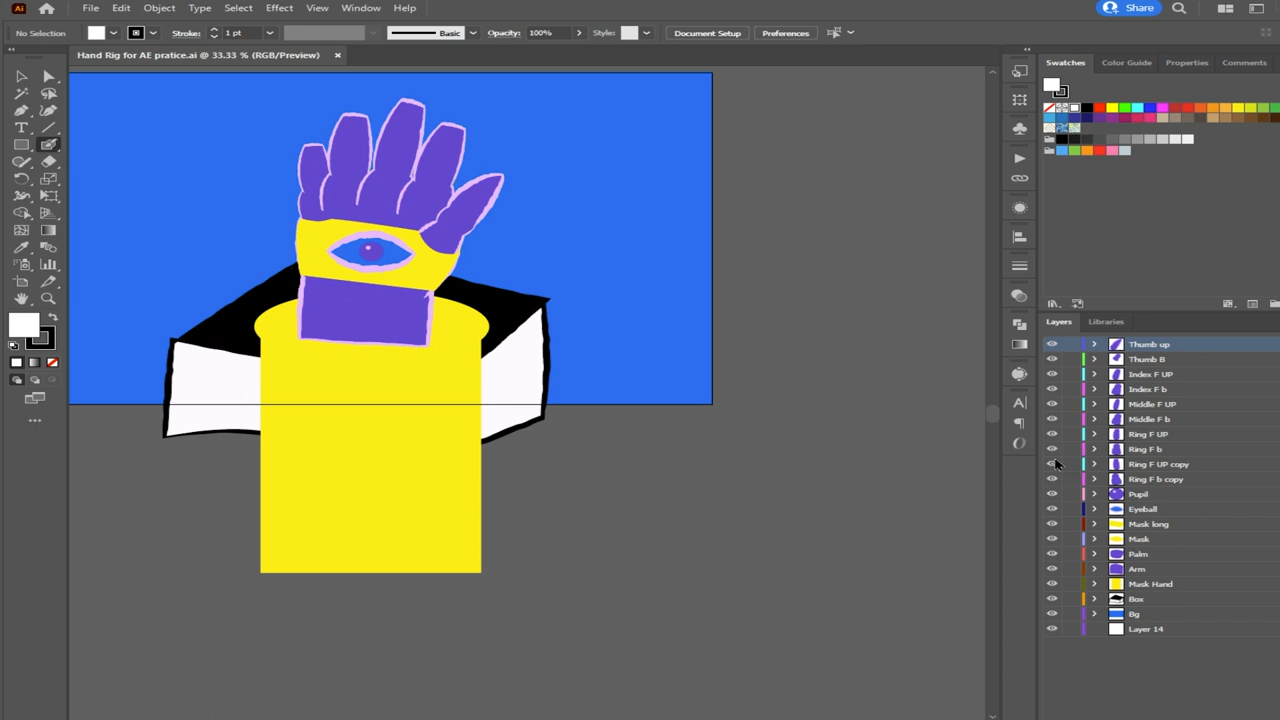 Ai File Edit Object Type Select Effect View Window Help Share
No Selection Stroke: 1 pt Basic Opacity: 100% Style: Document Setup Preferences
Hand Rig for AE pratice.ai @ 33.33 % (RGB/Preview) ×
Swatches Color Guide Properties Comments
Layers Libraries
Thumb up
Thumb B
Index F UP
Index F b
Middle F UP
Middle F b
Ring F UP
Ring F b
Ring F UP copy
Ring F b copy
Pupil
Eyeball
Mask long
Mask
Palm
Arm
Mask Hand
Box
Bg
Layer 14